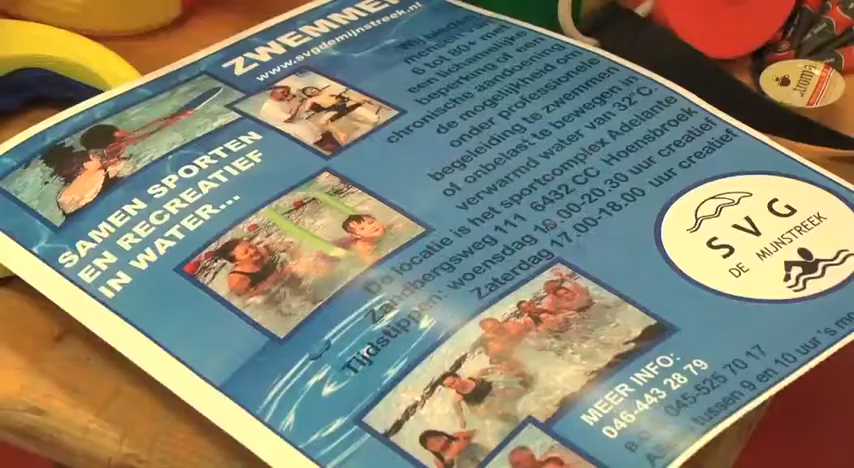 ZWEMMEN
www.svgdemijnstreek.nl
SAMEN SPORTEN
EN RECREATIEF
IN WATER...
Wij bieden
mensen van
6 tot 80+ met
een lichamelijke
beperking of een
chronische aandoening
de mogelijkheid om
onder professionele
begeleiding te zwemmen
of onbelast te bewegen in
verwarmd water van 32°C.
De locatie is het sportcomplex Adelante
Zandbergsweg 111 6432 CC Hoensbroek
Tijdstippen: woensdag 19.00-20.30 uur creatief
Zaterdag 17.00-18.00 uur creatief
SVG
DE MIJNSTREEK
MEER INFO:
046-443 28 79
045-525 70 17
tussen 9 en 10 uur 's